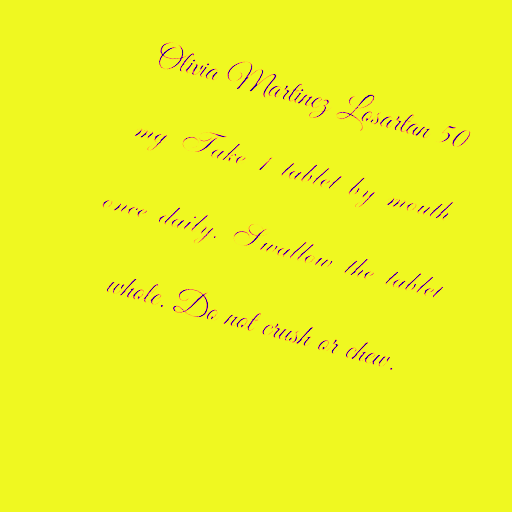 Olivia Martinez Losartan 50
mg Take 1 tablet by mouth
once daily. Swallow the tablet
whole. Do not crush or chew.